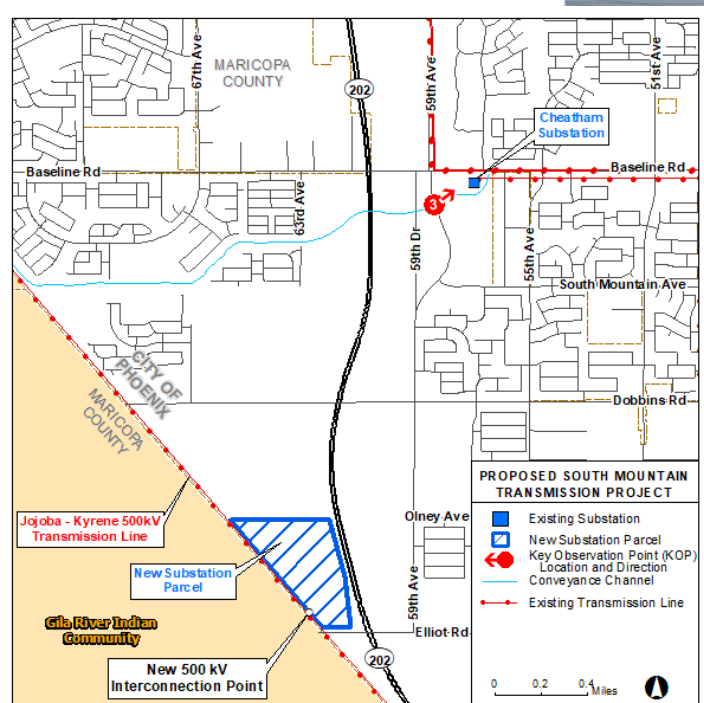 67th Ave
MARICOPA
COUNTY
202
59th Ave
51st Ave
Cheatham
Substation
Baseline Rd
Baseline Rd
3
63rd Ave
59th Dr
55th Ave
South Mountain Ave
CITY OF
PHOENIX
MARICOPA
COUNTY
Dobbins Rd
Jojoba - Kyrene 500kV
Transmission Line
Olney Ave
New Substation
Parcel
59th Ave
Gila River Indian
Community
Elliot Rd
New 500 kV
Interconnection Point
202
PROPOSED SOUTH MOUNTAIN
TRANSMISSION PROJECT
Existing Substation
New Substation Parcel
Key Observation Point (KOP)
Location and Direction
Conveyance Channel
Existing Transmission Line
0 0.2 0.4 Miles